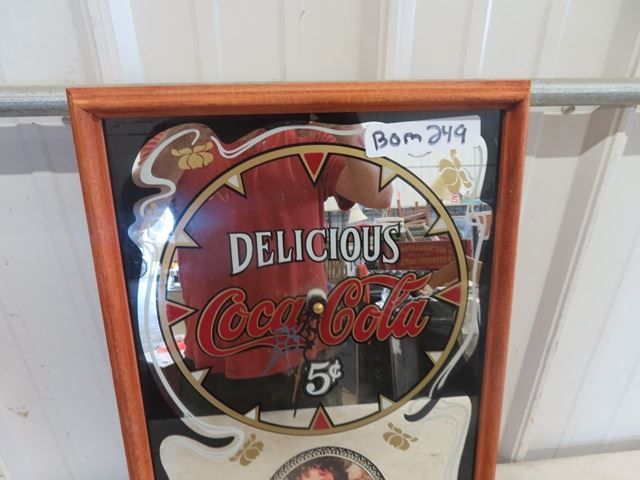 Bom 249
DELICIOUS
Coca-Cola
5¢